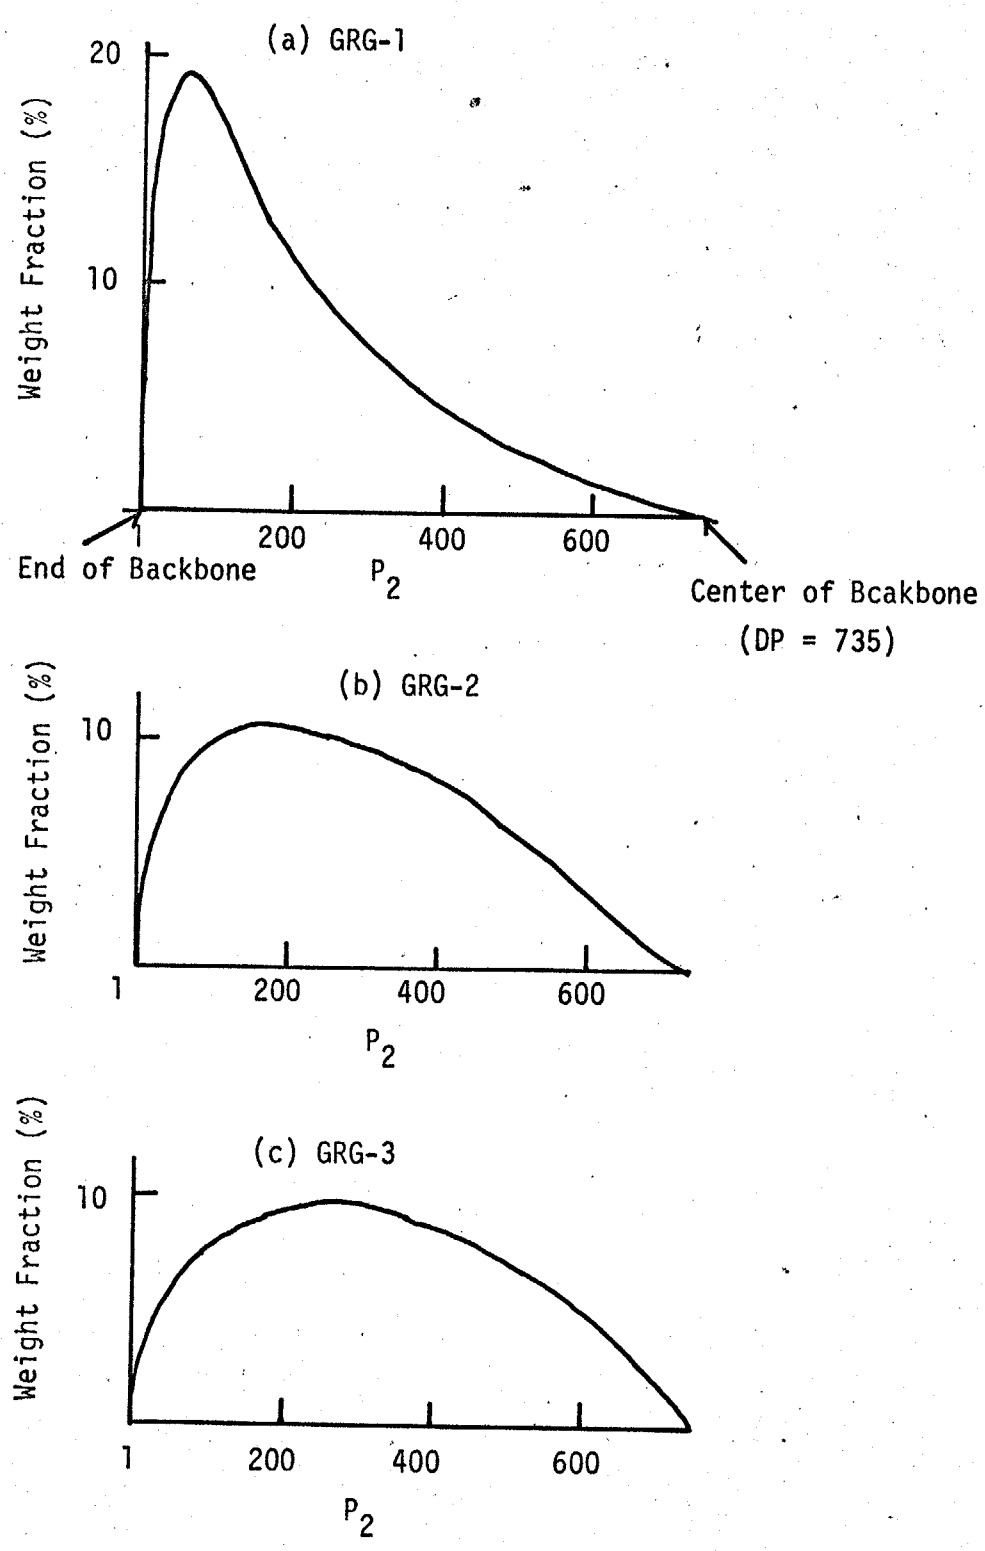 (a) GRG-1
20
10
Weight Fraction (%)
1
200
400
600
End of Backbone
P2
Center of Bcakbone
(DP = 735)
(b) GRG-2
10
Weight Fraction (%)
1
200
400
600
P2
(c) GRG-3
10
Weight Fraction (%)
1
200
400
600
P2